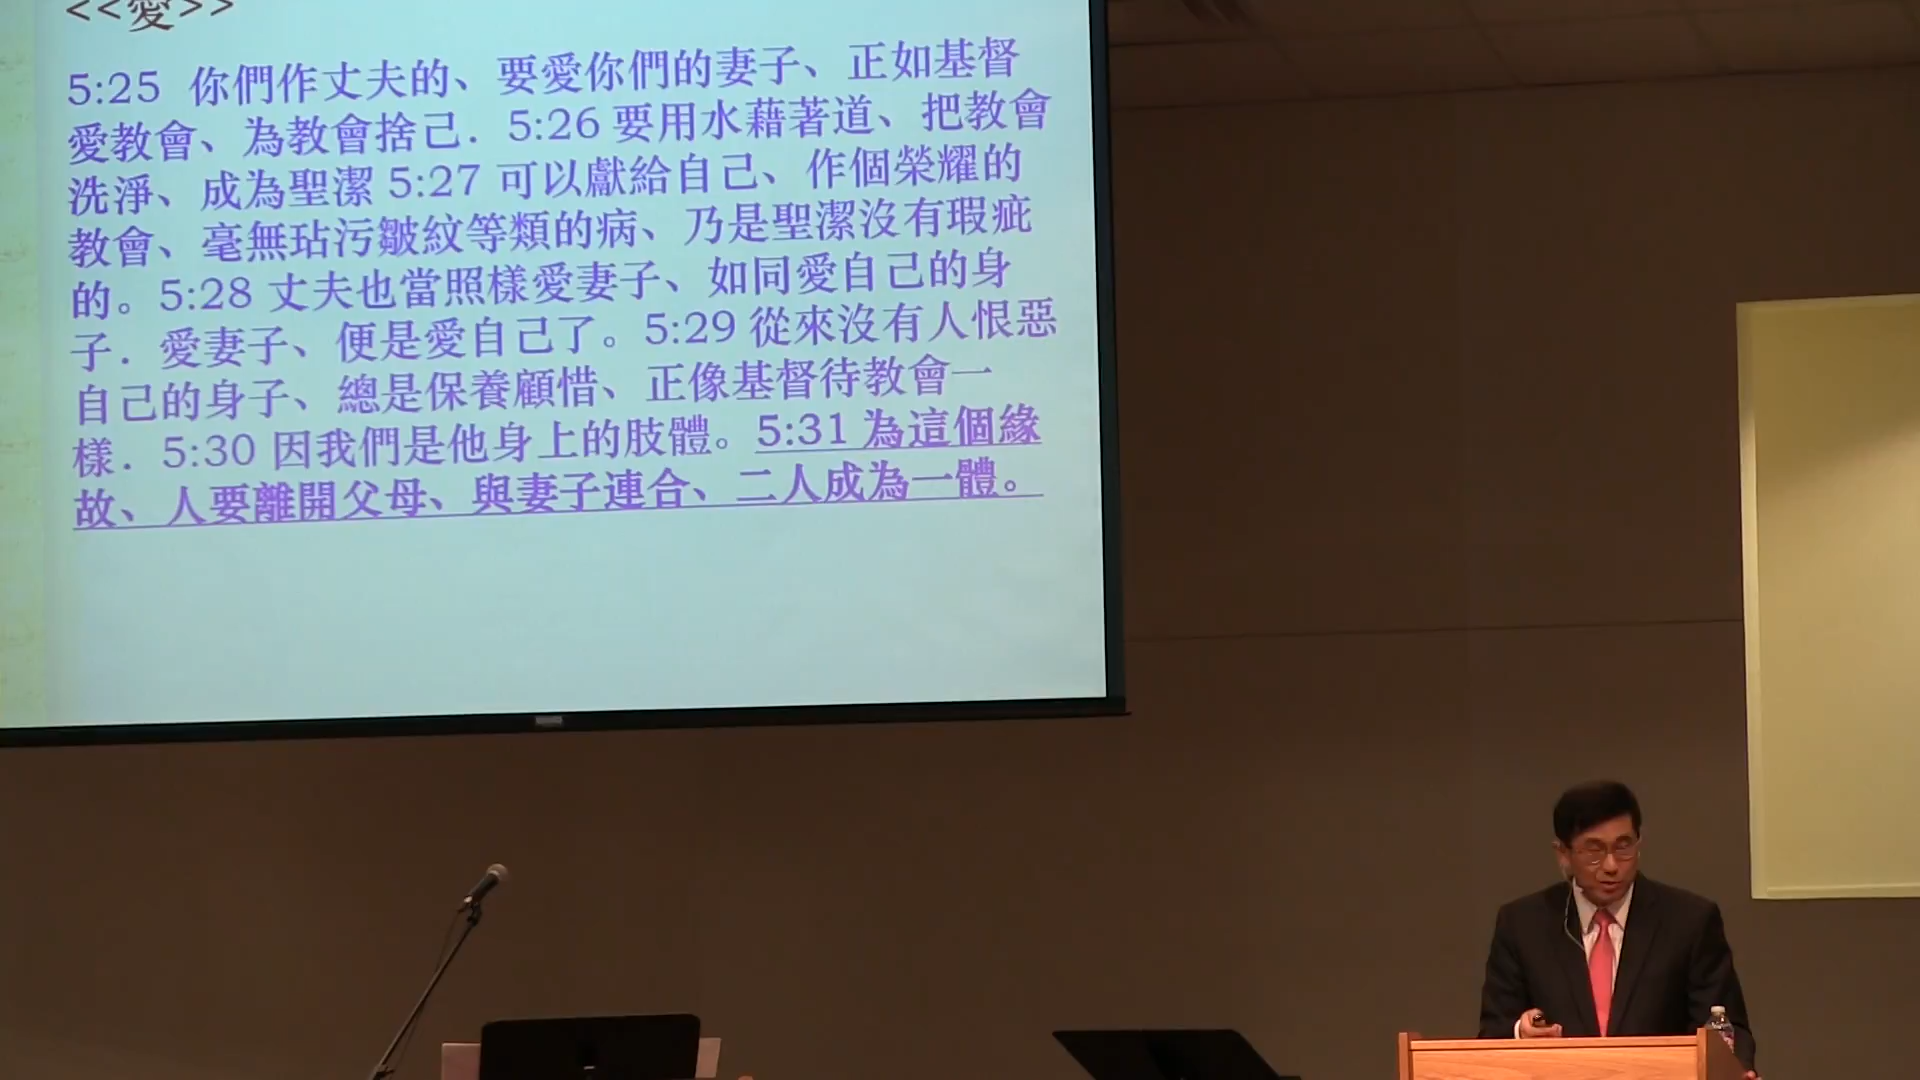 <<愛>>
5:25 你們作丈夫的、要愛你們的妻子、正如基督
愛教會、為教會捨己．5:26 要用水藉著道、把教會
洗淨、成為聖潔 5:27 可以獻給自己、作個榮耀的
教會、毫無玷污皺紋等類的病、乃是聖潔沒有瑕疵
的。5:28 丈夫也當照樣愛妻子、如同愛自己的身
子．愛妻子、便是愛自己了。5:29 從來沒有人恨惡
自己的身子、總是保養顧惜、正像基督待教會一
樣．5:30 因我們是他身上的肢體。5:31 為這個緣
故、人要離開父母、與妻子連合、二人成為一體。